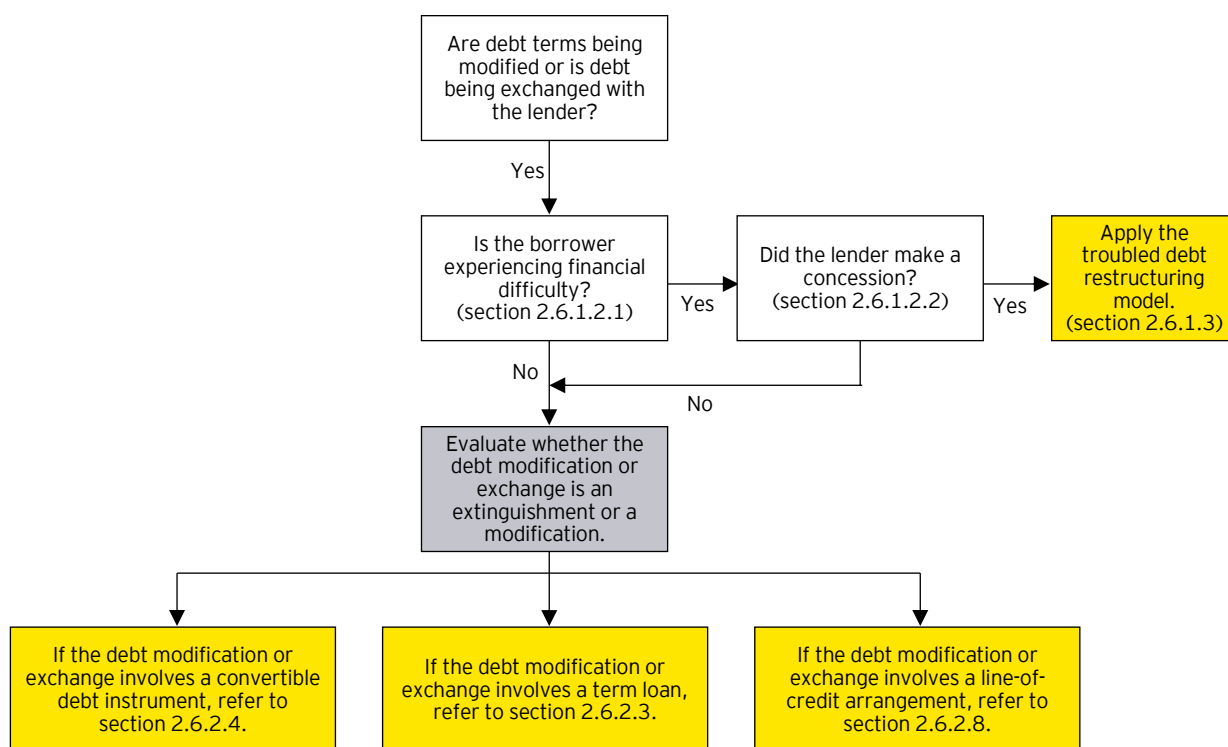 Are debt terms being
modified or is debt
being exchanged with
the lender?
Yes
Is the borrower
experiencing financial
difficulty?
(section 2.6.1.2.1)
Yes
Did the lender make a
concession?
(section 2.6.1.2.2)
Yes
Apply the
troubled debt
restructuring
model.
(section 2.6.1.3)
No
No
Evaluate whether the
debt modification or
exchange is an
extinguishment or a
modification.
If the debt modification or
exchange involves a convertible
debt instrument, refer to
section 2.6.2.4.
If the debt modification or
exchange involves a term loan,
refer to section 2.6.2.3.
If the debt modification or
exchange involves a line-of-
credit arrangement, refer to
section 2.6.2.8.